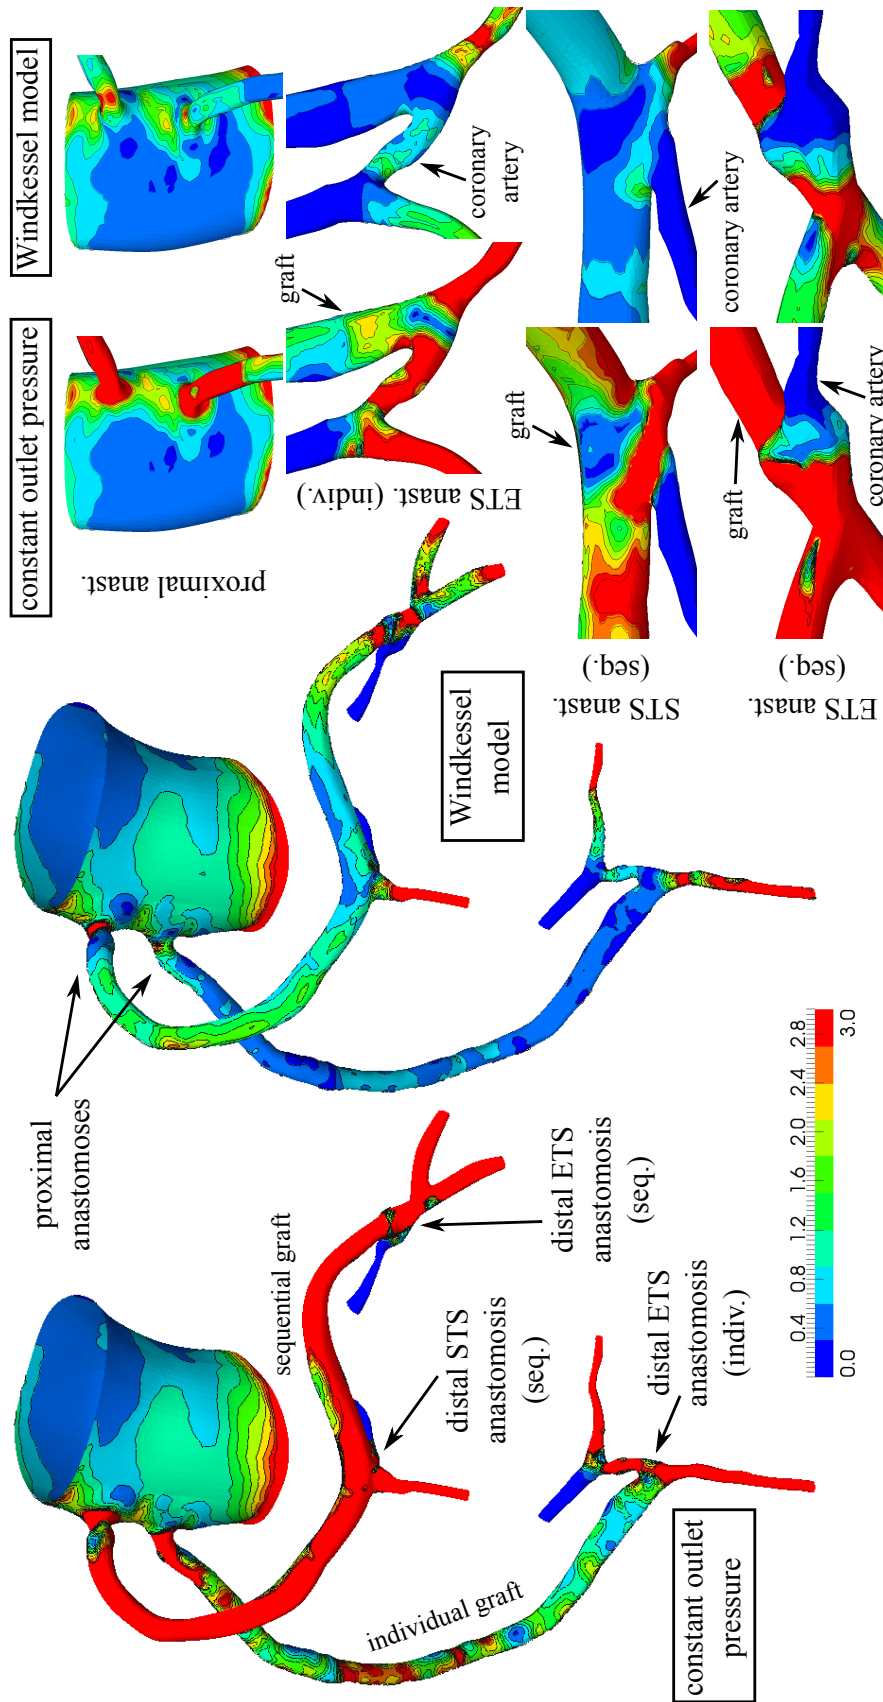 proximal
anastomoses
sequential graft
individual graft
distal STS
anastomosis
(seq.)
distal ETS
anastomosis
(seq.)
distal ETS
anastomosis
(indiv.)
constant outlet
pressure
Windkessel
model
0.0
0.4
0.8
1.2
1.6
2.0
2.4
2.8
3.0
constant outlet pressure
Windkessel model
proximal anast.
ETS anast. (indiv.)
graft
coronary
artery
STS anast.
(seq.)
graft
coronary artery
ETS anast.
(seq.)
graft
coronary artery